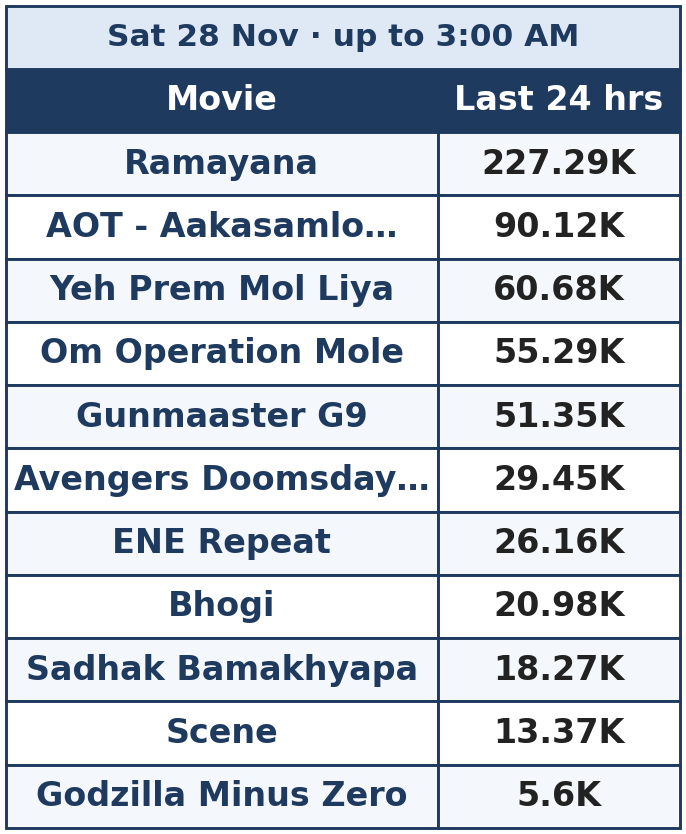 Sat 28 Nov · up to 3:00 AM
Movie Last 24 hrs
Ramayana 227.29K
AOT - Aakasamlo... 90.12K
Yeh Prem Mol Liya 60.68K
Om Operation Mole 55.29K
Gunmaaster G9 51.35K
Avengers Doomsday... 29.45K
ENE Repeat 26.16K
Bhogi 20.98K
Sadhak Bamakhyapa 18.27K
Scene 13.37K
Godzilla Minus Zero 5.6K